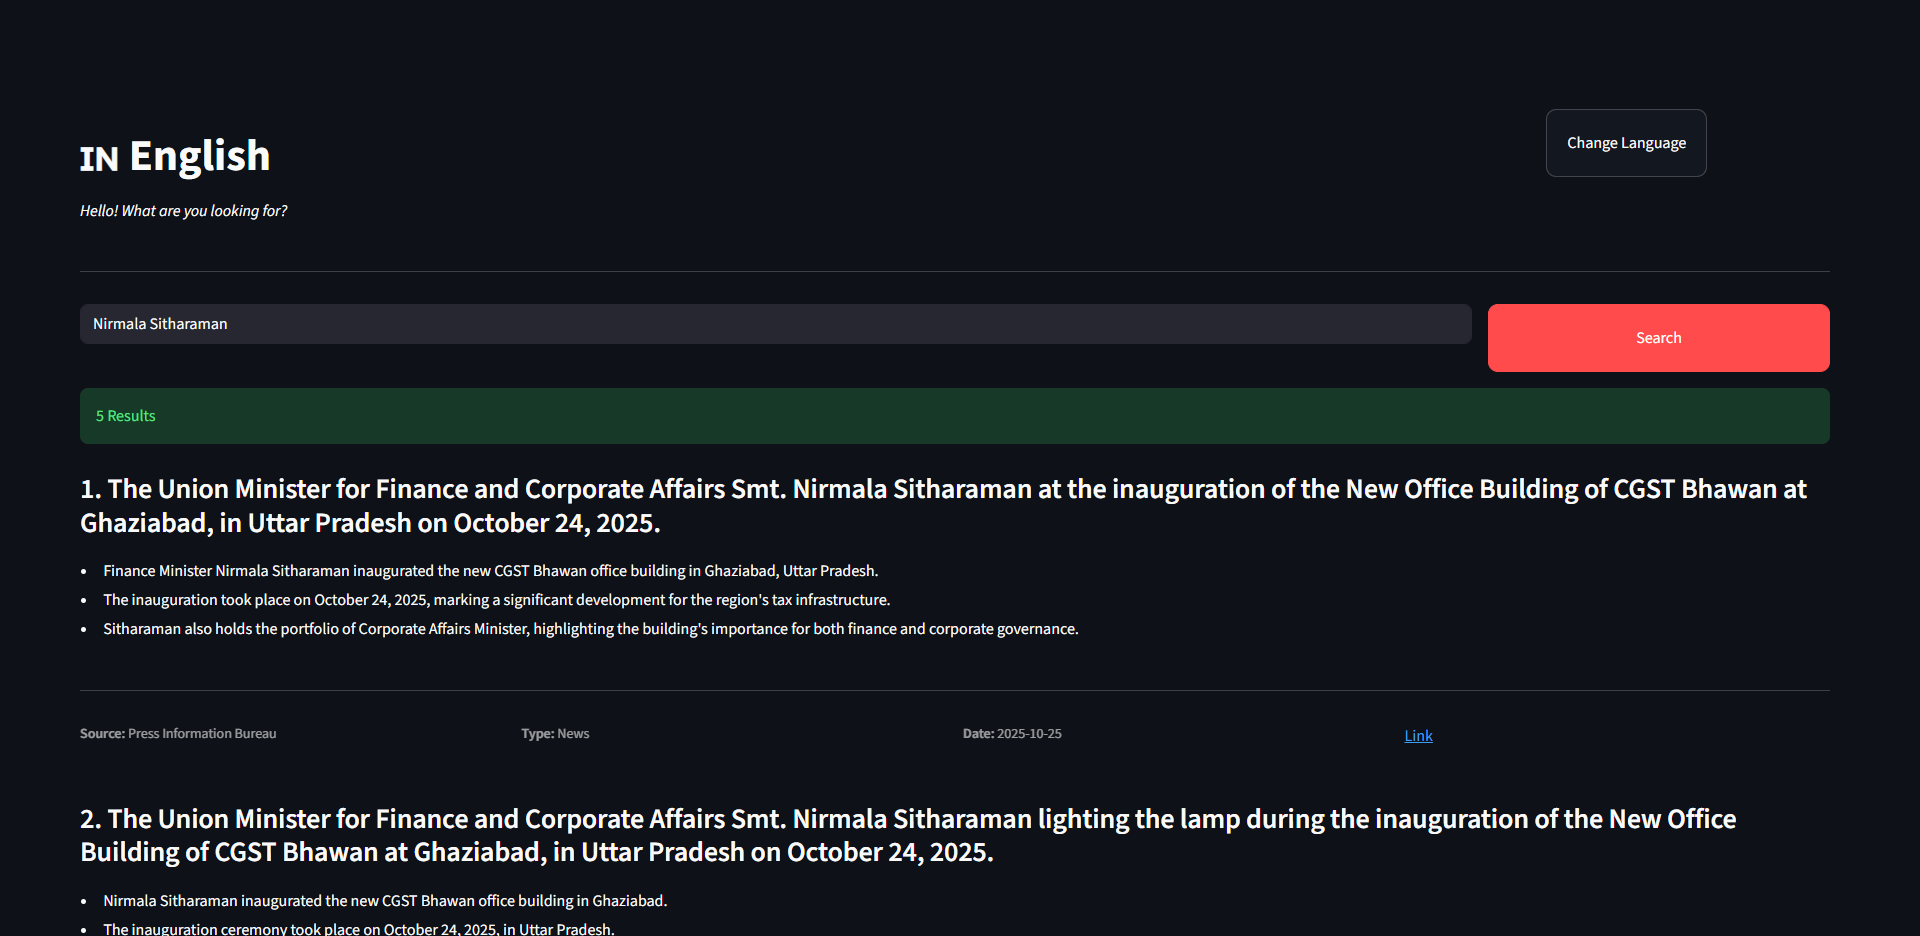 IN English
Change Language
Hello! What are you looking for?
Nirmala Sitharaman
Search
5 Results
1. The Union Minister for Finance and Corporate Affairs Smt. Nirmala Sitharaman at the inauguration of the New Office Building of CGST Bhawan at
Ghaziabad, in Uttar Pradesh on October 24, 2025.
• Finance Minister Nirmala Sitharaman inaugurated the new CGST Bhawan office building in Ghaziabad, Uttar Pradesh.
• The inauguration took place on October 24, 2025, marking a significant development for the region's tax infrastructure.
• Sitharaman also holds the portfolio of Corporate Affairs Minister, highlighting the building's importance for both finance and corporate governance.
Source: Press Information Bureau
Type: News
Date: 2025-10-25
Link
2. The Union Minister for Finance and Corporate Affairs Smt. Nirmala Sitharaman lighting the lamp during the inauguration of the New Office
Building of CGST Bhawan at Ghaziabad, in Uttar Pradesh on October 24, 2025.
• Nirmala Sitharaman inaugurated the new CGST Bhawan office building in Ghaziabad.
• The inauguration ceremony took place on October 24, 2025, in Uttar Pradesh.